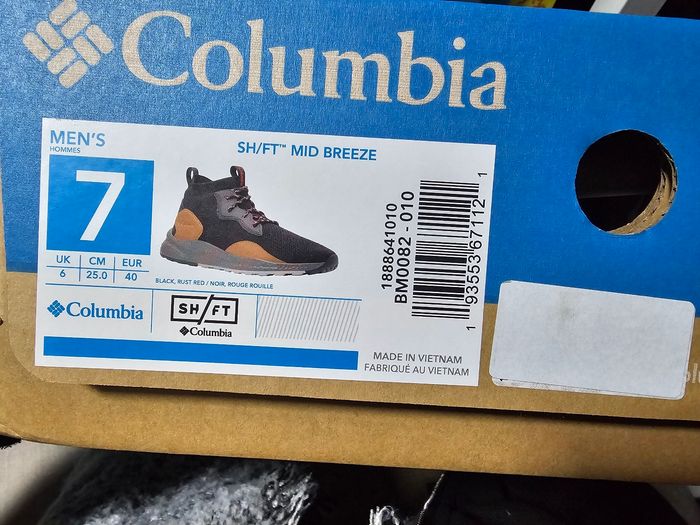 Columbia
MEN'S
HOMMES
7
UK CM EUR
6 25.0 40
SH/FT™ MID BREEZE
BLACK, RUST RED / NOIR, ROUGE ROUILLE
Columbia
SH/FT
Columbia
1888641010
BM0082 - 010
1 93553 67112 1
MADE IN VIETNAM
FABRIQUÉ AU VIETNAM